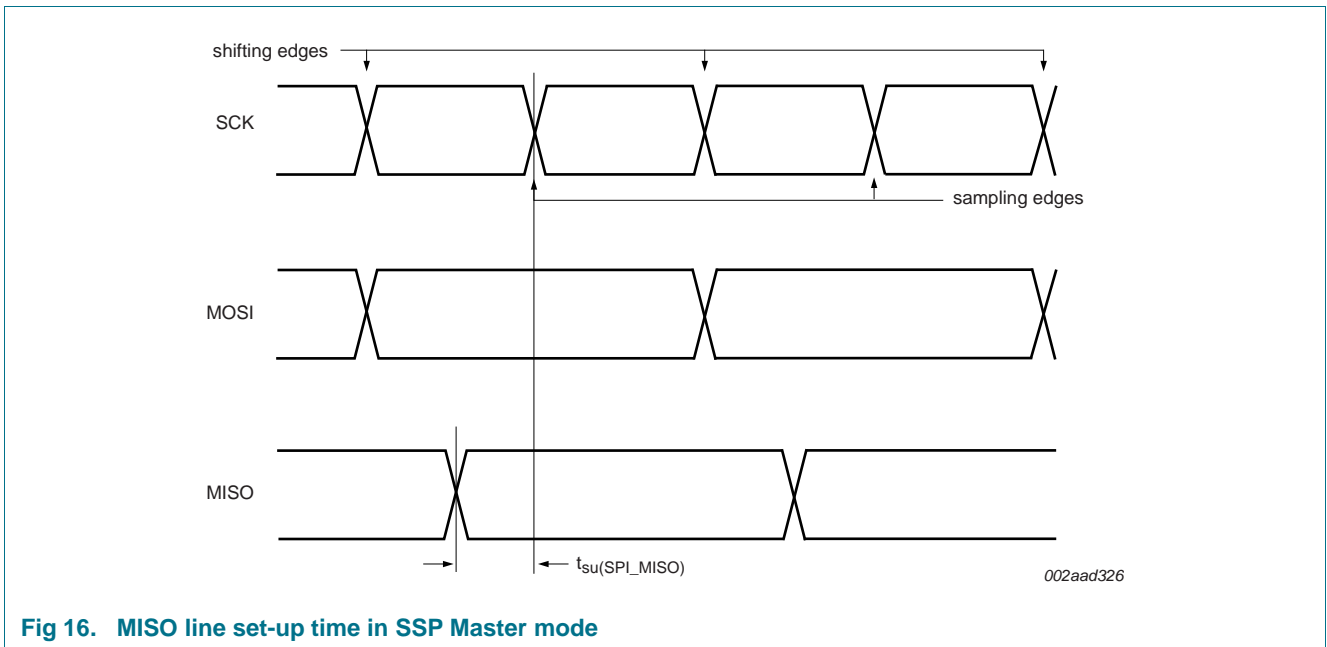 shifting edges
SCK
sampling edges
MOSI
MISO
tsu(SPI_MISO)
002aad326
Fig 16. MISO line set-up time in SSP Master mode